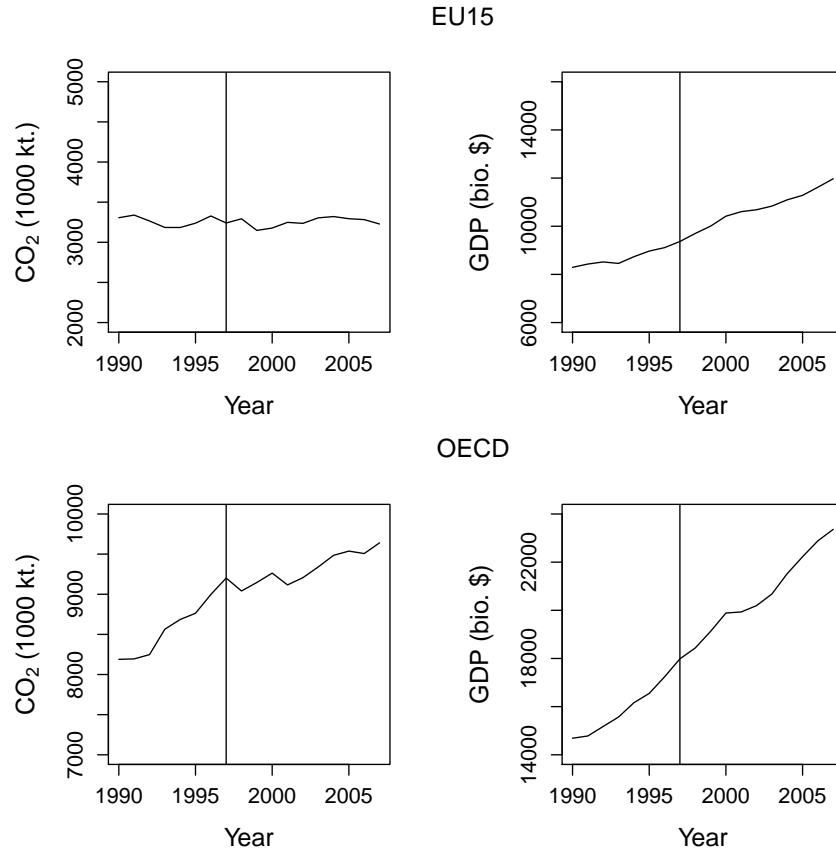 EU15
CO2 (1000 kt.)
2000 3000 4000 5000
1990 1995 2000 2005
Year
GDP (bio. $)
6000 10000 14000
1990 1995 2000 2005
Year
OECD
CO2 (1000 kt.)
7000 8000 9000 10000
1990 1995 2000 2005
Year
GDP (bio. $)
14000 18000 22000
1990 1995 2000 2005
Year